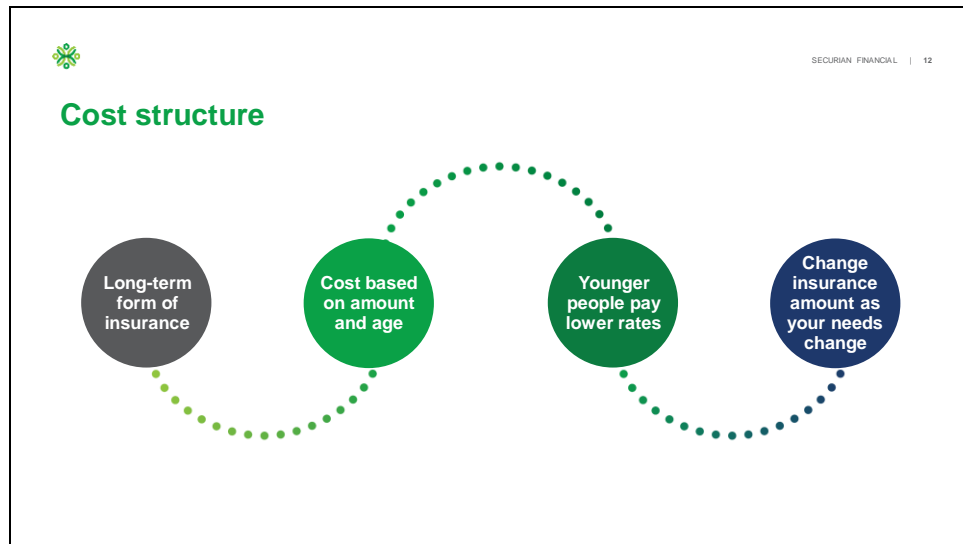 SECURIAN FINANCIAL | 12
Cost structure
Long-term
form of
insurance
Cost based
on amount
and age
Younger
people pay
lower rates
Change
insurance
amount as
your needs
change